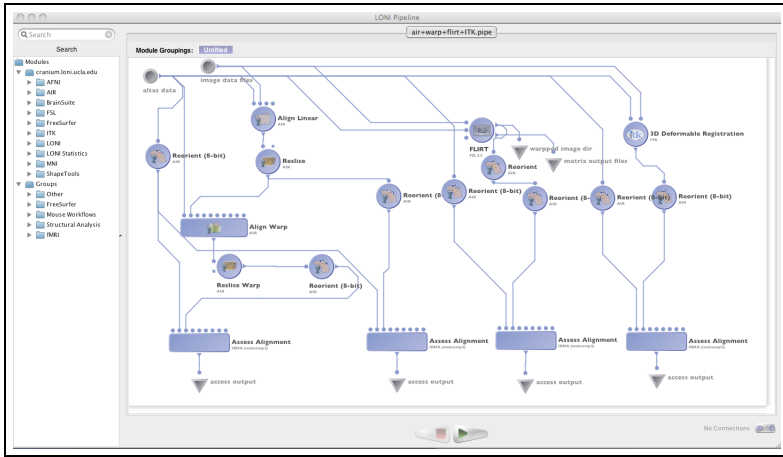 LONI Pipeline
Search
air+warp+flirt+ITK.pipe
Search
Module Groupings: Untitled
Modules
cranium.loni.ucla.edu
AFNI
AIR
BrainSuite
FSL
FreeSurfer
ITK
LONI
LONI Statistics
MNI
ShapeTools
Groups
Other
FreeSurfer
Mouse Workflows
Structural Analysis
fMRI
altas data
image data files
Align Linear
AIR
FLIRT
FSL
warpped image dir
matrix output files
3D Deformable Registration
ITK
Reorient (8-bit)
AIR
Reslice
AIR
Reorient
AIR
Reorient (8-
AIR
Reorient (8-bit)
AIR
Reorient (8-
AIR
Reorient (8-bit)
AIR
Reorient (8-bit)
AIR
Align Warp
AIR
Reslice Warp
AIR
Reorient (8-bit)
AIR
Assess Alignment
Assess Alignment
Assess Alignment
Assess Alignment
access output
access output
access output
access output
No Connections